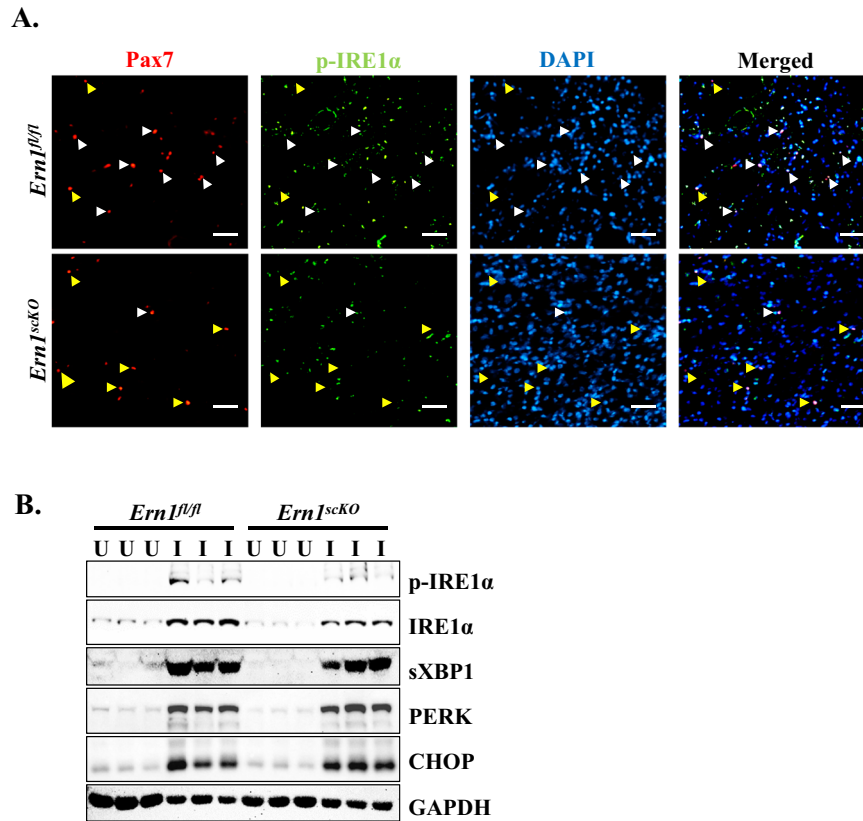 A.
Pax7 p-IRE1α DAPI Merged
Ern1fl/fl
Ern1scKO
B.
Ern1fl/fl Ern1scKO
U U U I I I U U U I I I
p-IRE1α
IRE1α
sXBP1
PERK
CHOP
GAPDH